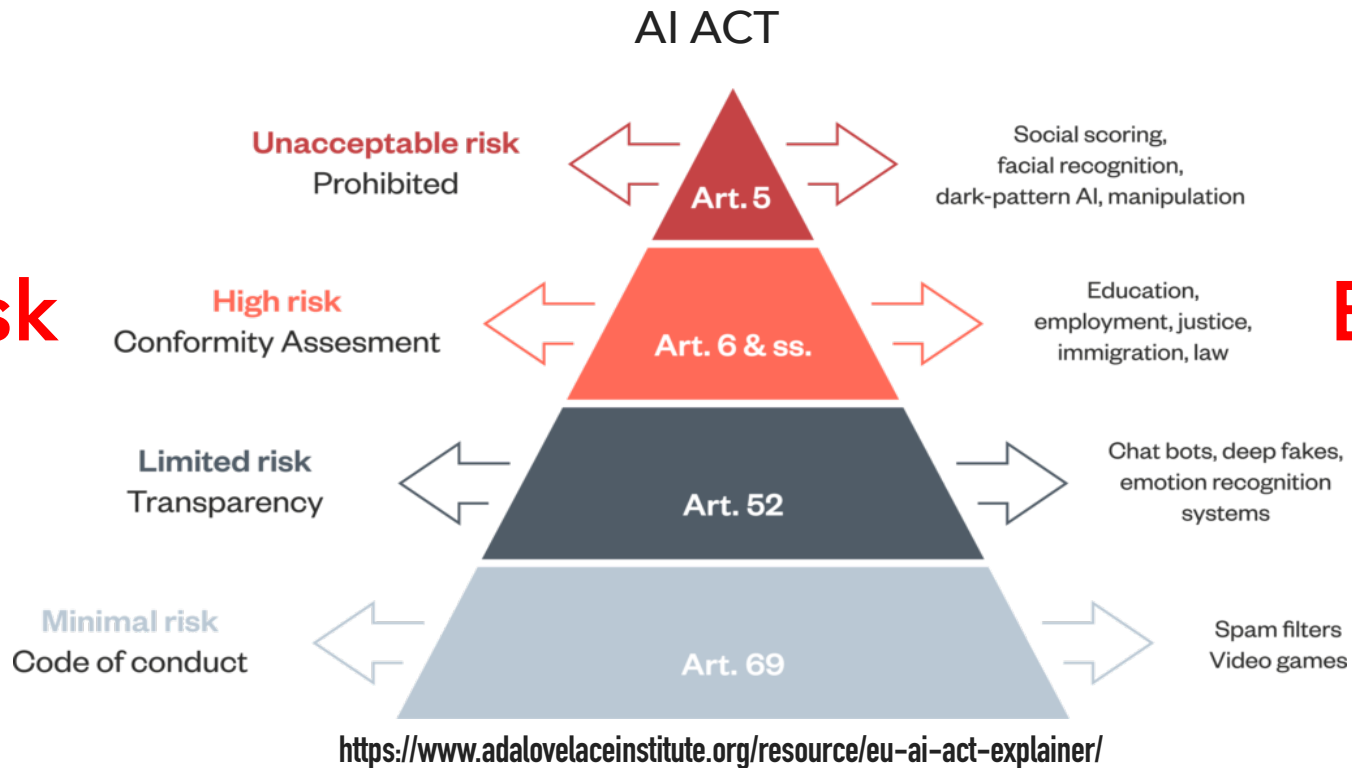 AI ACT
Unacceptable risk
Prohibited
Art. 5
Social scoring,
facial recognition,
dark-pattern AI, manipulation
sk
High risk
Conformity Assesment
Art. 6 & ss.
Education,
employment, justice,
immigration, law
Limited risk
Transparency
Art. 52
Chat bots, deep fakes,
emotion recognition
systems
Minimal risk
Code of conduct
Art. 69
Spam filters
Video games
https://www.adalovelaceinstitute.org/resource/eu-ai-act-explainer/